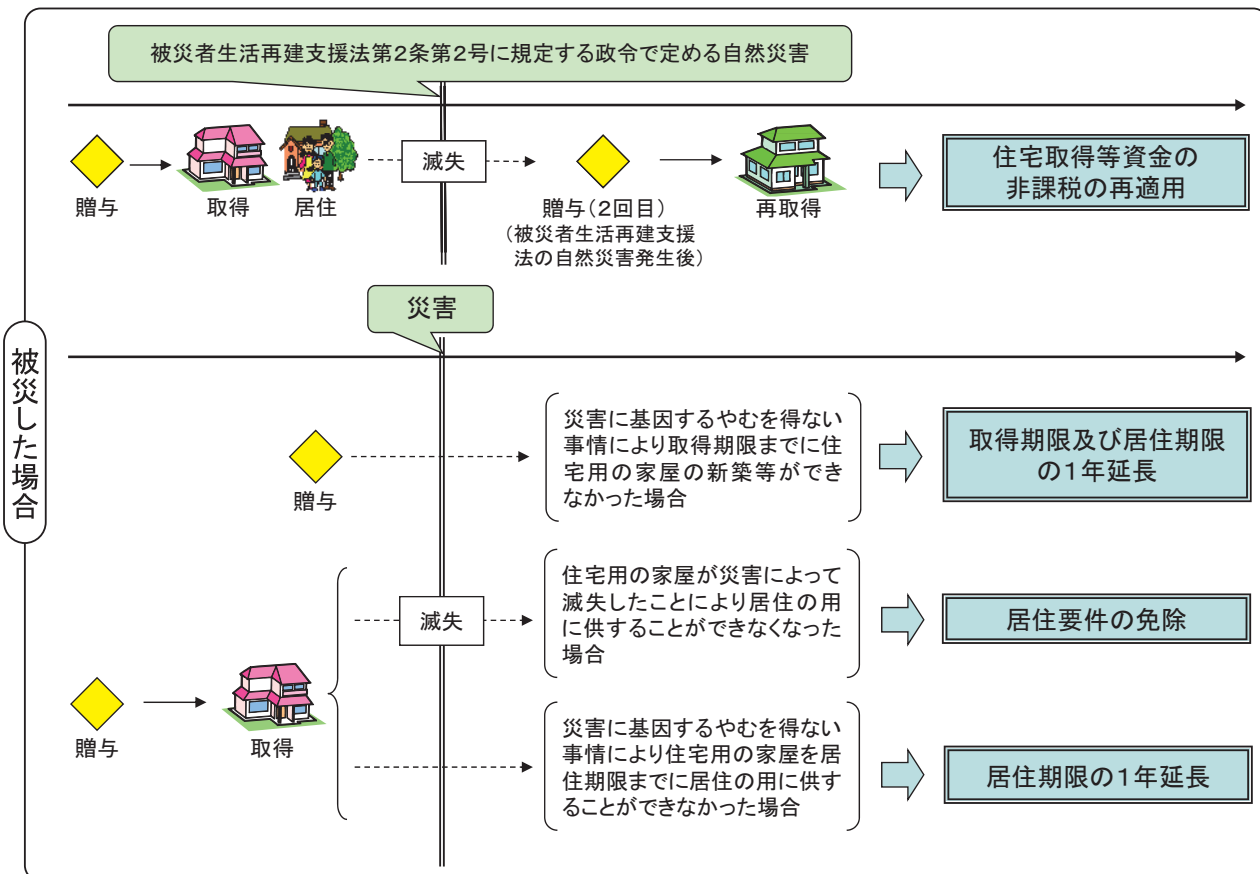 被災者生活再建支援法第2条第2号に規定する政令で定める自然災害
贈与
取得
居住
滅失
贈与(2回目)
(被災者生活再建支援
法の自然災害発生後)
再取得
住宅取得等資金の
非課税の再適用
被災した場合
災害
贈与
災害に基因するやむを得ない
事情により取得期限までに住
宅用の家屋の新築等ができ
なかった場合
取得期限及び居住期限
の1年延長
贈与
取得
滅失
住宅用の家屋が災害によって
滅失したことにより居住の用
に供することができなくなった
場合
居住要件の免除
災害に基因するやむを得ない
事情により住宅用の家屋を居
住期限までに居住の用に供す
ることができなかった場合
居住期限の1年延長